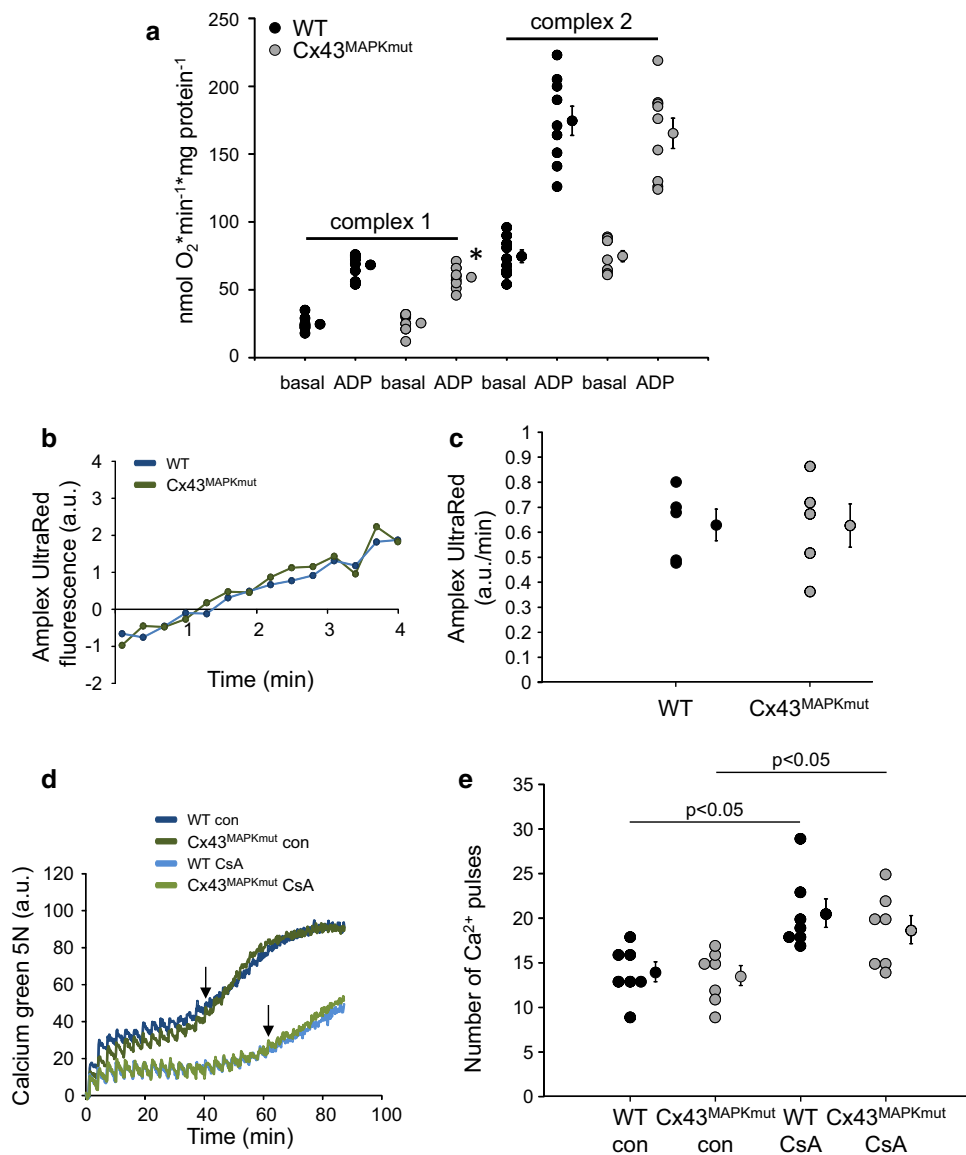 a
WT
Cx43MAPKmut
complex 2
complex 1
*
250
200
150
100
50
0
nmol O2*min-1*mg protein-1
basal ADP basal ADP basal ADP basal ADP
b
WT
Cx43MAPKmut
4
3
2
1
0
-1
-2
1 2 3 4
Amplex UltraRed
fluorescence (a.u.)
Time (min)
c
1
0.9
0.8
0.7
0.6
0.5
0.4
0.3
0.2
0.1
0
Amplex UltraRed
(a.u./min)
WT Cx43MAPKmut
d
WT con
Cx43MAPKmut con
WT CsA
Cx43MAPKmut CsA
120
100
80
60
40
20
0
Calcium green 5N (a.u.)
0 20 40 60 80 100
Time (min)
e
p<0.05
p<0.05
35
30
25
20
15
10
5
0
Number of Ca2+ pulses
WT Cx43MAPKmut WT Cx43MAPKmut
con con CsA CsA